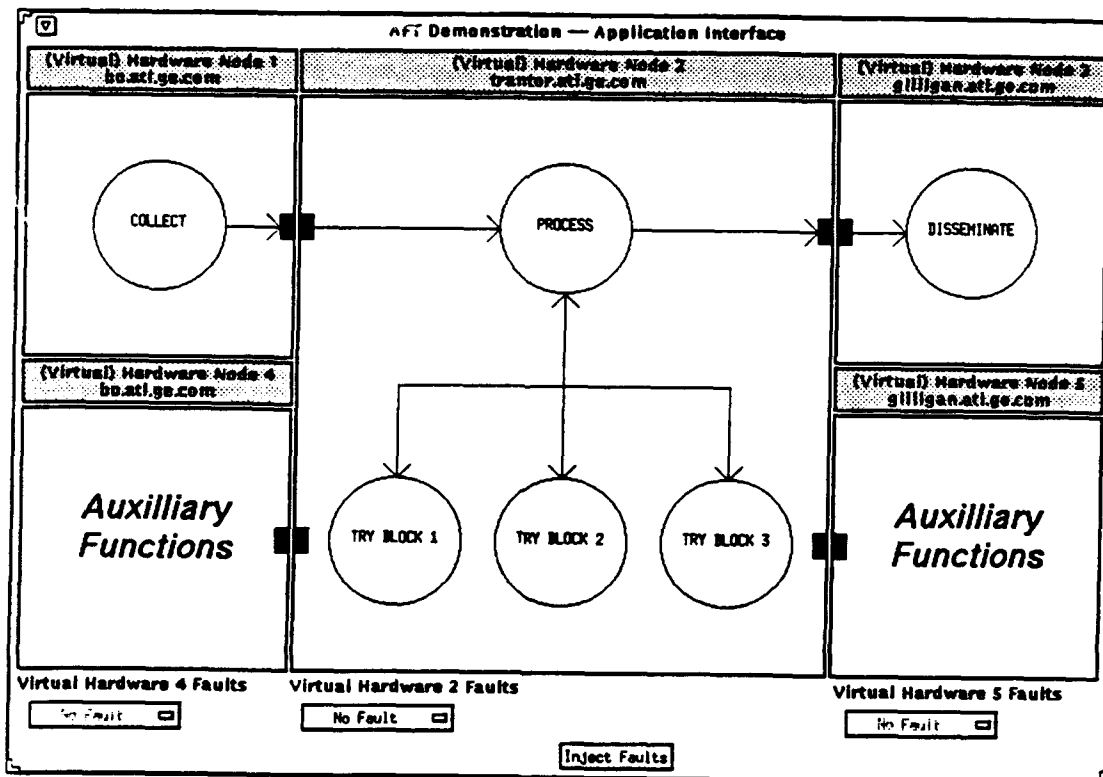 AFT Demonstration — Application Interface
(Virtual) Hardware Node 1
bo.atl.ge.com
(Virtual) Hardware Node 2
trantor.atl.ge.com
(Virtual) Hardware Node 3
gilligan.atl.ge.com
COLLECT
PROCESS
DISSEMINATE
(Virtual) Hardware Node 4
bo.atl.ge.com
(Virtual) Hardware Node 5
gilligan.atl.ge.com
Auxilliary
Functions
TRY BLOCK 1
TRY BLOCK 2
TRY BLOCK 3
Auxilliary
Functions
Virtual Hardware 4 Faults
Virtual Hardware 2 Faults
Virtual Hardware 5 Faults
No Fault
No Fault
No Fault
Inject Faults